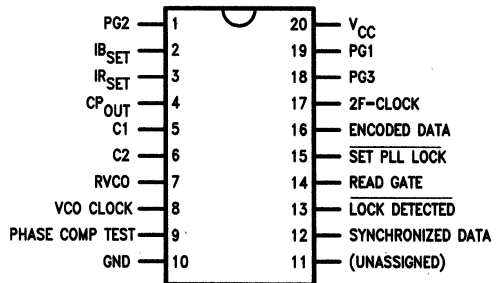 PG2 1 20 VCC
IBSET 2 19 PG1
IRSET 3 18 PG3
CPOUT 4 17 2F-CLOCK
C1 5 16 ENCODED DATA
C2 6 15 SET PLL LOCK
RVCO 7 14 READ GATE
VCO CLOCK 8 13 LOCK DETECTED
PHASE COMP TEST 9 12 SYNCHRONIZED DATA
GND 10 11 (UNASSIGNED)